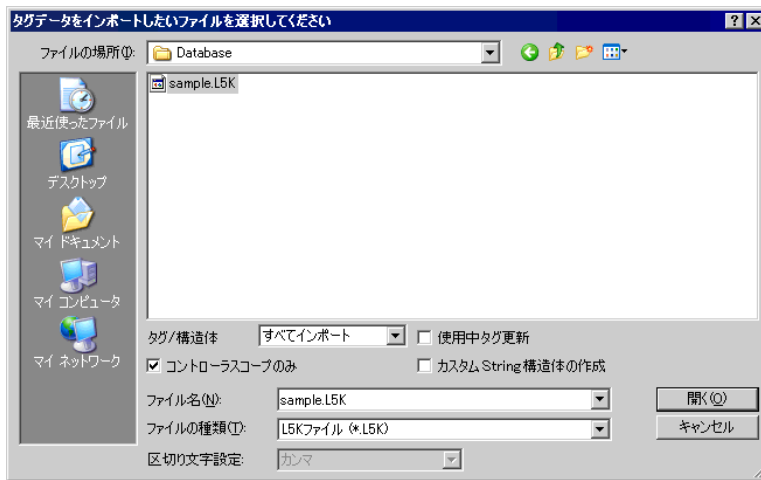 タグデータをインポートしたいファイルを選択してください
ファイルの場所(I):
Database
sample.L5K
最近使ったファイル
デスクトップ
マイ ドキュメント
マイ コンピュータ
マイ ネットワーク
タグ/構造体
すべてインポート
使用中タグ更新
コントローラスコープのみ
カスタム String構造体の作成
ファイル名(N):
sample.L5K
開く(O)
ファイルの種類(T):
L5Kファイル (*.L5K)
キャンセル
区切り文字設定:
カンマ